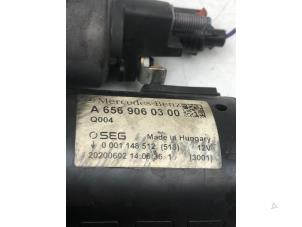 Mercedes-Benz
A 656 906 03 00
Q004
SEG Made in Hungary
0 001 148 512 (513) 12V
20200602 14:06:36 1 (3001)